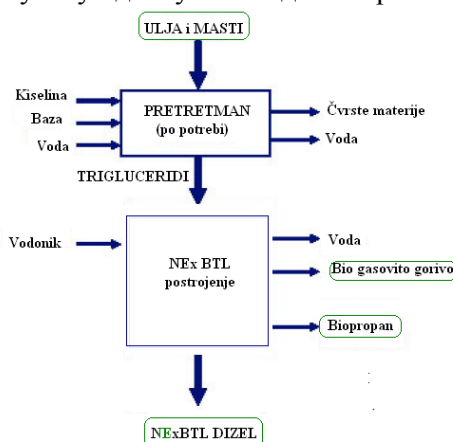 ULJA i MASTI
Kiselina
Baza
Voda
PRETRETMAN
(po potrebi)
Čvrste materije
Voda
TRIGLUCERIDI
Vodonik
NEx BTL
postrojenje
Voda
Bio gasovito gorivo
Biopropan
NExBTL DIZEL